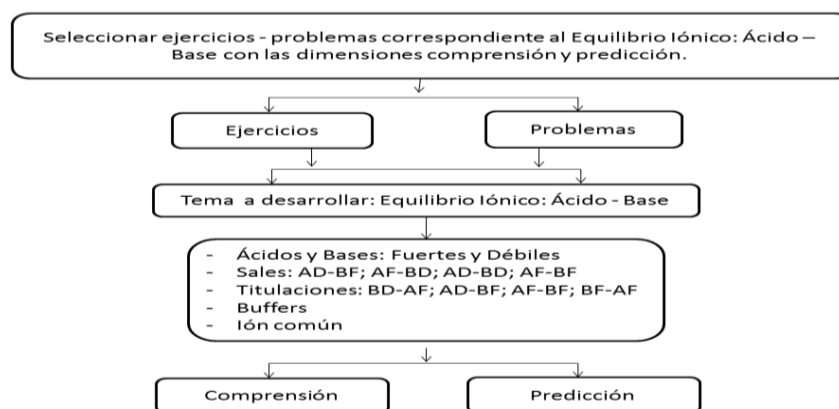 Seleccionar ejercicios - problemas correspondiente al Equilibrio Iónico: Ácido –
Base con las dimensiones comprensión y predicción.
Ejercicios
Problemas
Tema a desarrollar: Equilibrio Iónico: Ácido - Base
- Ácidos y Bases: Fuertes y Débiles
- Sales: AD-BF; AF-BD; AD-BD; AF-BF
- Titulaciones: BD-AF; AD-BF; AF-BF; BF-AF
- Buffers
- Ión común
Comprensión
Predicción